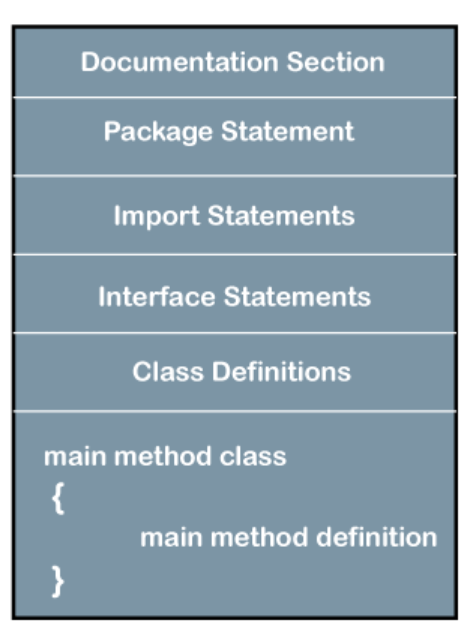 Documentation Section
Package Statement
Import Statements
Interface Statements
Class Definitions
main method class
{
main method definition
}